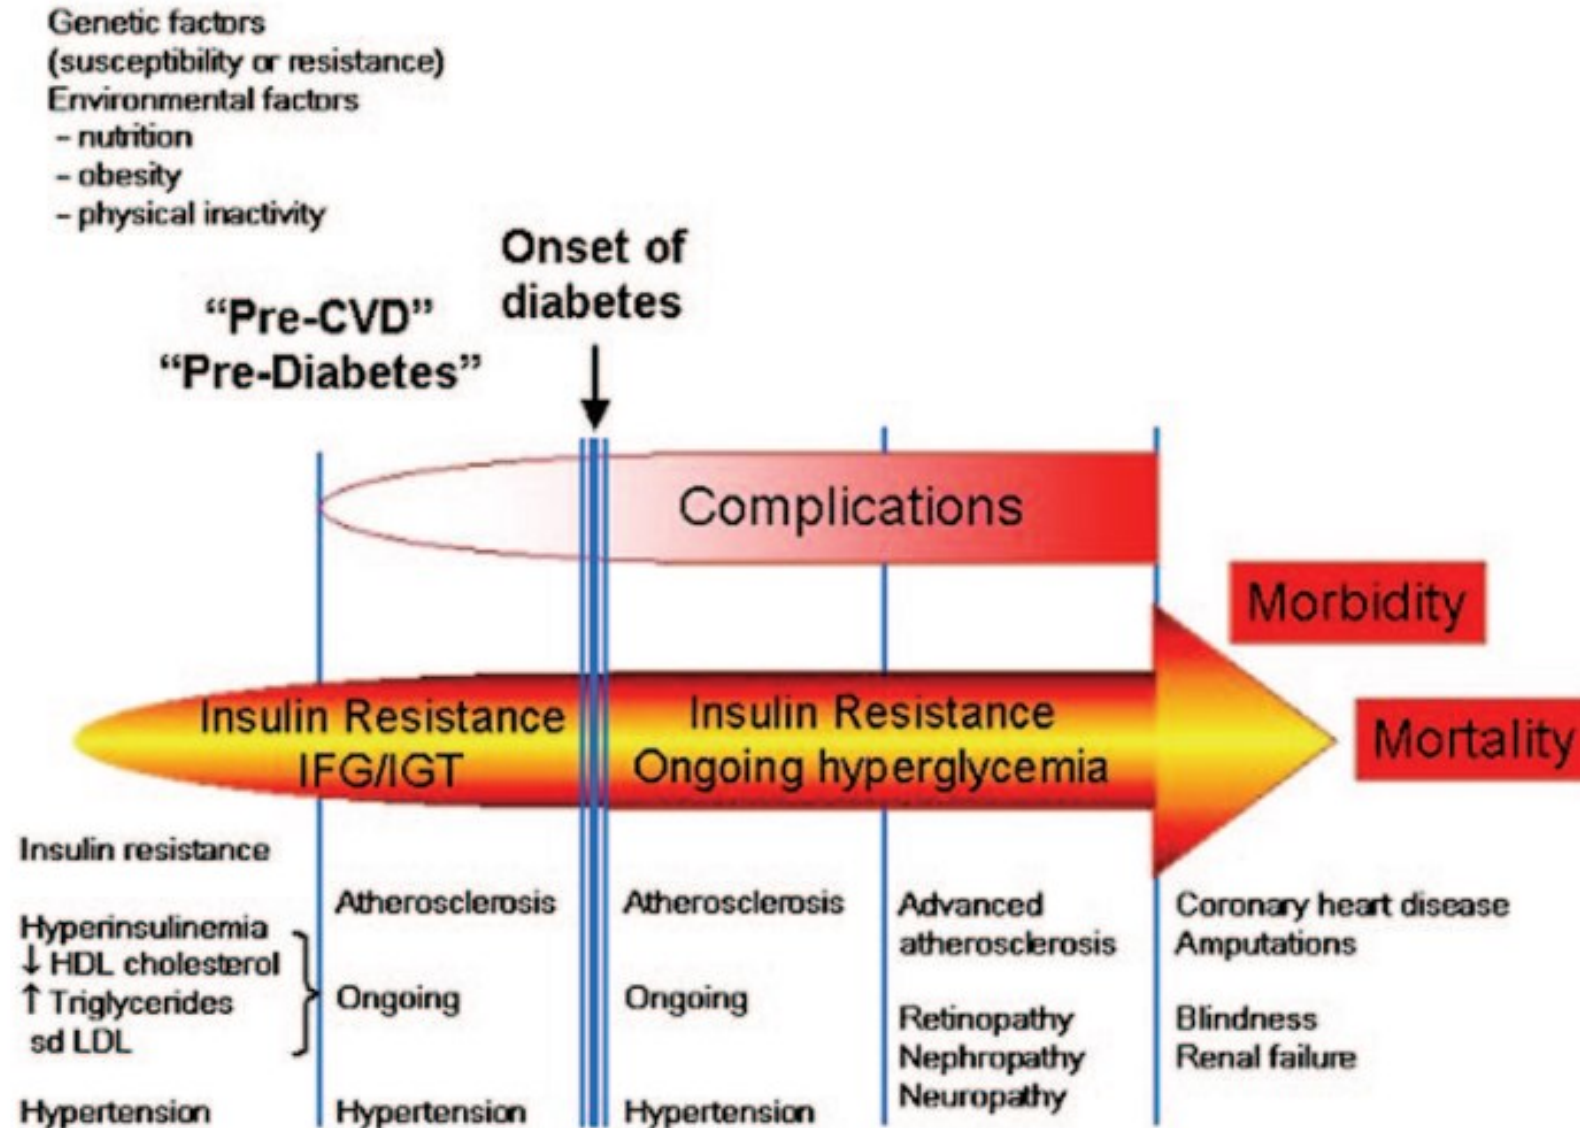 Genetic factors
(susceptibility or resistance)
Environmental factors
- nutrition
- obesity
- physical inactivity
"Pre-CVD"
"Pre-Diabetes"
Onset of
diabetes
Complications
Morbidity
Mortality
Insulin Resistance
IFG/IGT
Insulin Resistance
Ongoing hyperglycemia
Insulin resistance
Hyperinsulinemia
↓ HDL cholesterol
↑ Triglycerides
sd LDL
Hypertension
Atherosclerosis
Ongoing
Hypertension
Atherosclerosis
Ongoing
Hypertension
Advanced
atherosclerosis
Retinopathy
Nephropathy
Neuropathy
Coronary heart disease
Amputations
Blindness
Renal failure